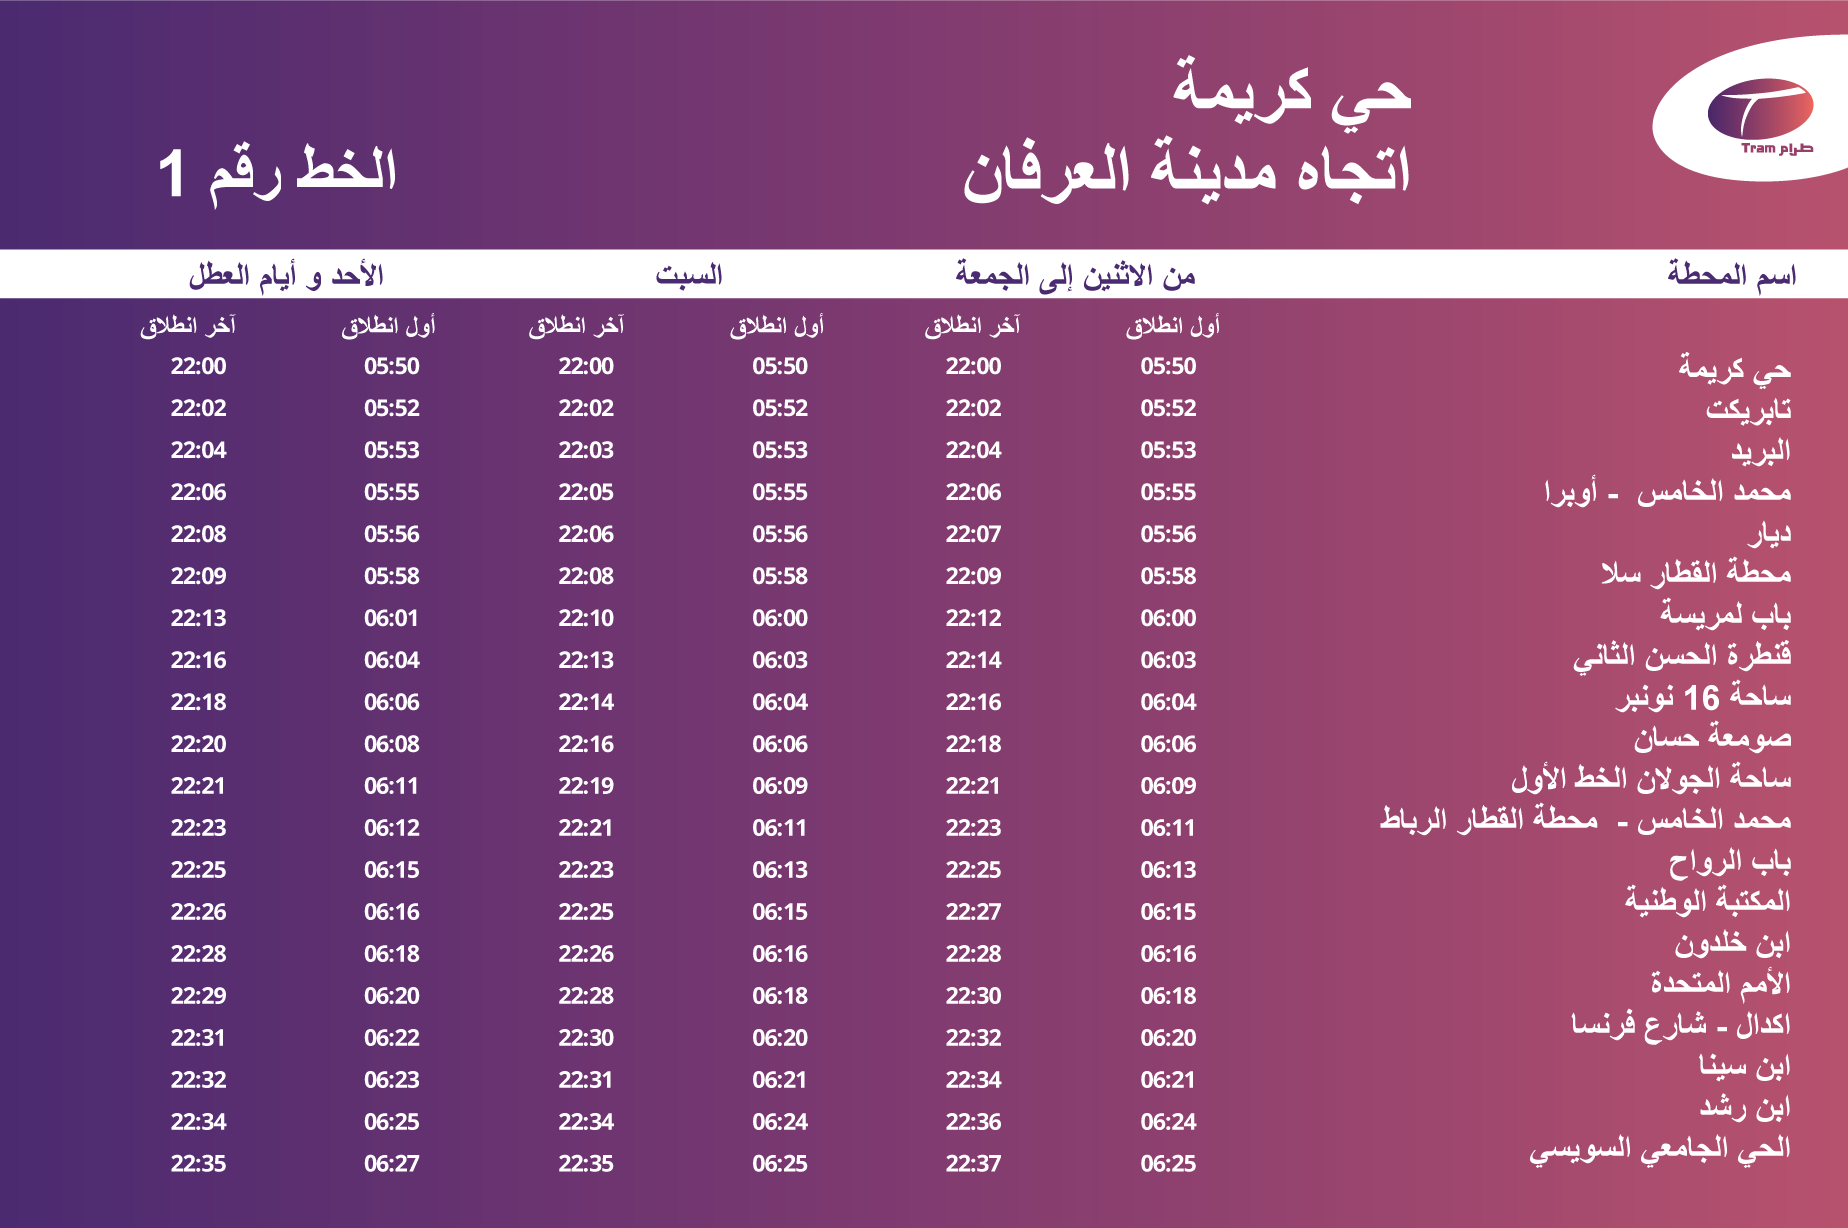 طرام Tram
حي كريمة
اتجاه مدينة العرفان
الخط رقم 1
اسم المحطة من الاثنين إلى الجمعة السبت الأحد و أيام العطل
أول انطلاق آخر انطلاق أول انطلاق آخر انطلاق أول انطلاق آخر انطلاق
حي كريمة 05:50 22:00 05:50 22:00 05:50 22:00
تابريكت 05:52 22:02 05:52 22:02 05:52 22:02
البريد 05:53 22:04 05:53 22:03 05:53 22:04
محمد الخامس - أوبرا 05:55 22:06 05:55 22:05 05:55 22:06
ديار 05:56 22:07 05:56 22:06 05:56 22:08
محطة القطار سلا 05:58 22:09 05:58 22:08 05:58 22:09
باب لمريسة 06:00 22:12 06:00 22:10 06:01 22:13
قنطرة الحسن الثاني 06:03 22:14 06:03 22:13 06:04 22:16
ساحة 16 نونبر 06:04 22:16 06:04 22:14 06:06 22:18
صومعة حسان 06:06 22:18 06:06 22:16 06:08 22:20
ساحة الجولان الخط الأول 06:09 22:21 06:09 22:19 06:11 22:21
محمد الخامس - محطة القطار الرباط 06:11 22:23 06:11 22:21 06:12 22:23
باب الرواح 06:13 22:25 06:13 22:23 06:15 22:25
المكتبة الوطنية 06:15 22:27 06:15 22:25 06:16 22:26
ابن خلدون 06:16 22:28 06:16 22:26 06:18 22:28
الأمم المتحدة 06:18 22:30 06:18 22:28 06:20 22:29
اكدال - شارع فرنسا 06:20 22:32 06:20 22:30 06:22 22:31
ابن سينا 06:21 22:34 06:21 22:31 06:23 22:32
ابن رشد 06:24 22:36 06:24 22:34 06:25 22:34
الحي الجامعي السويسي 06:25 22:37 06:25 22:35 06:27 22:35